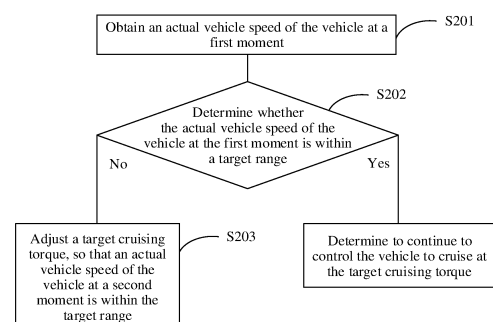 Obtain an actual vehicle speed of the vehicle at a
first moment
S201
S202
Determine whether
the actual vehicle speed of the
vehicle at the first moment is within
a target range
No
Yes
Adjust a target cruising
torque, so that an actual
vehicle speed of the
vehicle at a second
moment is within the
target range
S203
Determine to continue to
control the vehicle to cruise at
the target cruising torque